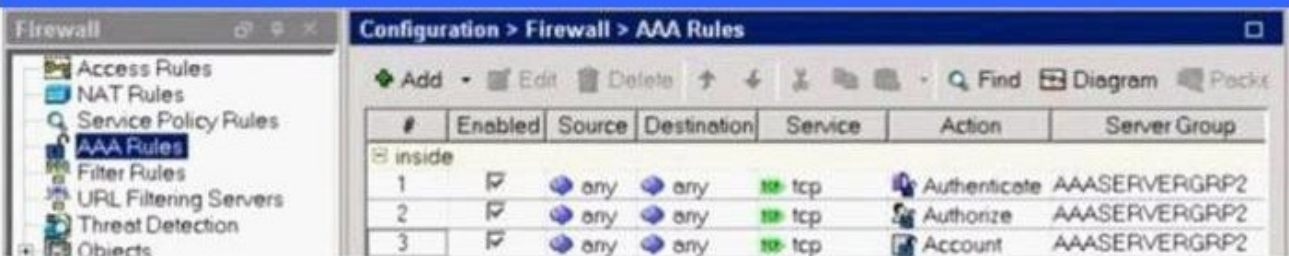 Firewall
Access Rules
NAT Rules
Service Policy Rules
AAA Rules
Filter Rules
URL Filtering Servers
Threat Detection
Objects
Configuration > Firewall > AAA Rules
Add Edit Delete Find Diagram Packe
# Enabled Source Destination Service Action Server Group
inside
1 any any tcp Authenticate AAASERVERGRP2
2 any any tcp Authorize AAASERVERGRP2
3 any any tcp Account AAASERVERGRP2